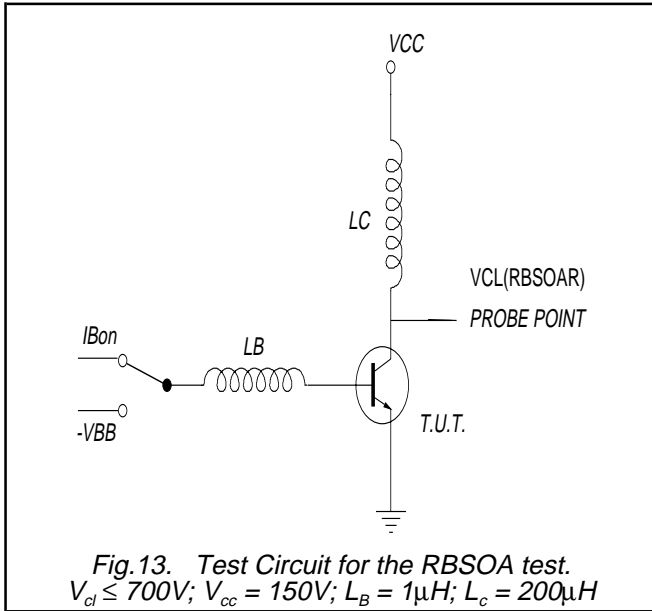 VCC
LC
VCL(RBSOAR)
PROBE POINT
IBon
LB
-VBB
T.U.T.
Fig.13. Test Circuit for the RBSOA test.
Vcl ≤ 700V; Vcc = 150V; LB = 1µH; Lc = 200µH